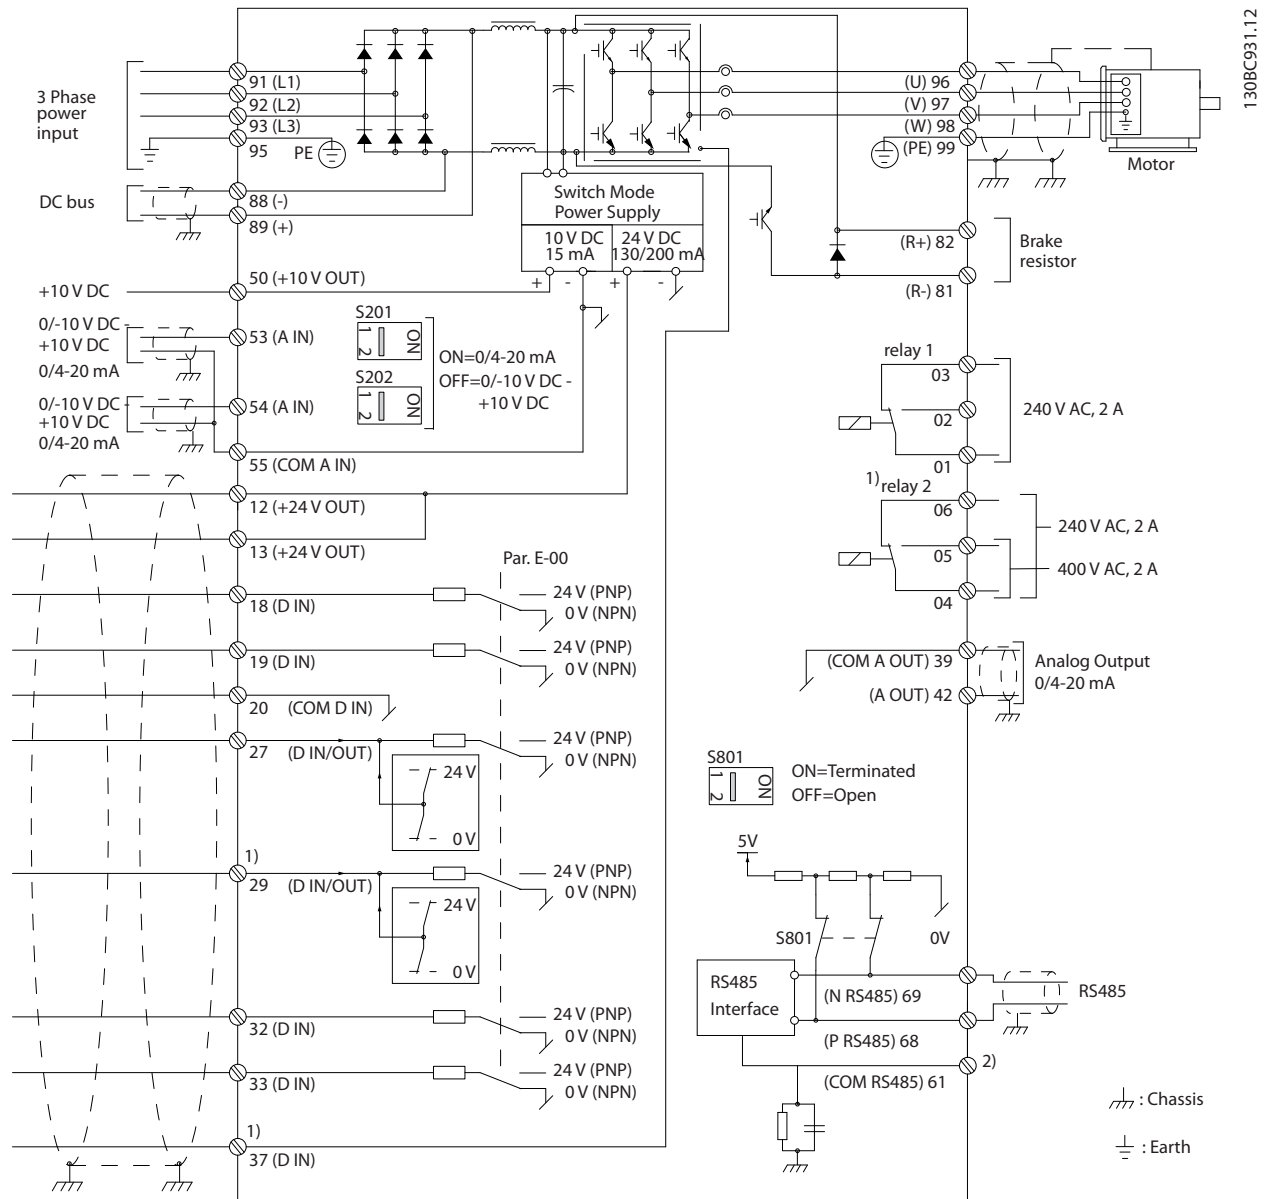 130BC931.12
3 Phase
power
input
91 (L1)
92 (L2)
93 (L3)
95
PE
DC bus
88 (-)
89 (+)
+10 V DC
50 (+10 V OUT)
0/-10 V DC -
+10 V DC
0/4-20 mA
53 (A IN)
0/-10 V DC -
+10 V DC
0/4-20 mA
54 (A IN)
55 (COM A IN)
12 (+24 V OUT)
13 (+24 V OUT)
18 (D IN)
19 (D IN)
20 (COM D IN)
27 (D IN/OUT)
1)
29 (D IN/OUT)
32 (D IN)
33 (D IN)
1)
37 (D IN)
S201
1 2
ON
S202
1 2
ON
ON=0/4-20 mA
OFF=0/-10 V DC -
+10 V DC
Switch Mode
Power Supply
10 V DC
15 mA
24 V DC
130/200 mA
+ - + -
Par. E-00
24 V (PNP)
0 V (NPN)
24 V (PNP)
0 V (NPN)
24 V (PNP)
0 V (NPN)
24 V
0 V
24 V (PNP)
0 V (NPN)
24 V
0 V
24 V (PNP)
0 V (NPN)
24 V (PNP)
0 V (NPN)
(U) 96
(V) 97
(W) 98
(PE) 99
Motor
(R+) 82
(R-) 81
Brake
resistor
relay 1
03
02
01
240 V AC, 2 A
1) relay 2
06
05
04
240 V AC, 2 A
400 V AC, 2 A
(COM A OUT) 39
(A OUT) 42
Analog Output
0/4-20 mA
S801
1 2
ON
ON=Terminated
OFF=Open
5V
S801
0V
RS485
Interface
(N RS485) 69
(P RS485) 68
(COM RS485) 61
RS485
2)
: Chassis
: Earth